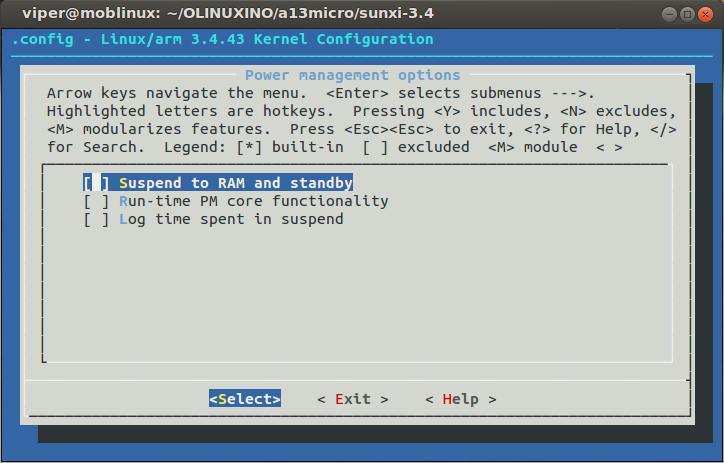 viper@moblinux: ~/OLINUXINO/a13micro/sunxi-3.4
.config - Linux/arm 3.4.43 Kernel Configuration
Power management options
Arrow keys navigate the menu.  <Enter> selects submenus --->.
Highlighted letters are hotkeys.  Pressing <Y> includes, <N> excludes,
<M> modularizes features.  Press <Esc><Esc> to exit, <?> for Help, </>
for Search.  Legend: [*] built-in  [ ] excluded  <M> module  < >
[ ] Suspend to RAM and standby
[ ] Run-time PM core functionality
[ ] Log time spent in suspend
<Select>    < Exit >    < Help >